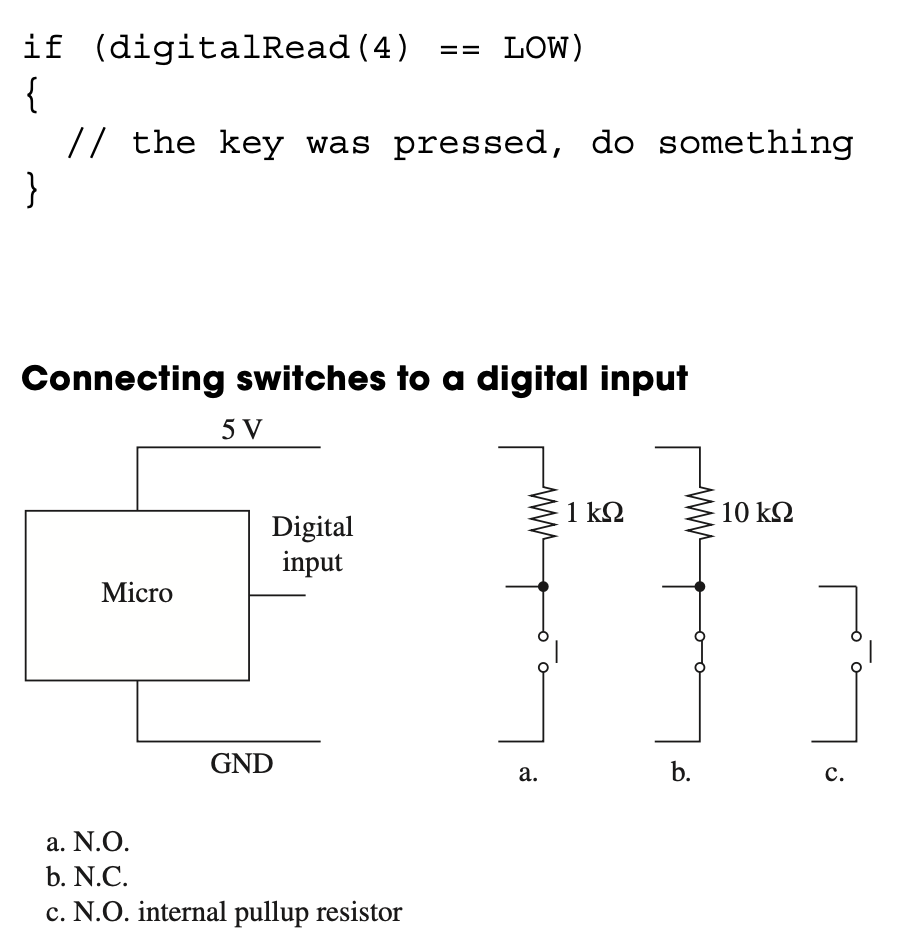 if (digitalRead(4) == LOW)
{
// the key was pressed, do something
}
Connecting switches to a digital input
5 V
1 kΩ
10 kΩ
Digital
input
Micro
GND
a.
b.
c.
a. N.O.
b. N.C.
c. N.O. internal pullup resistor